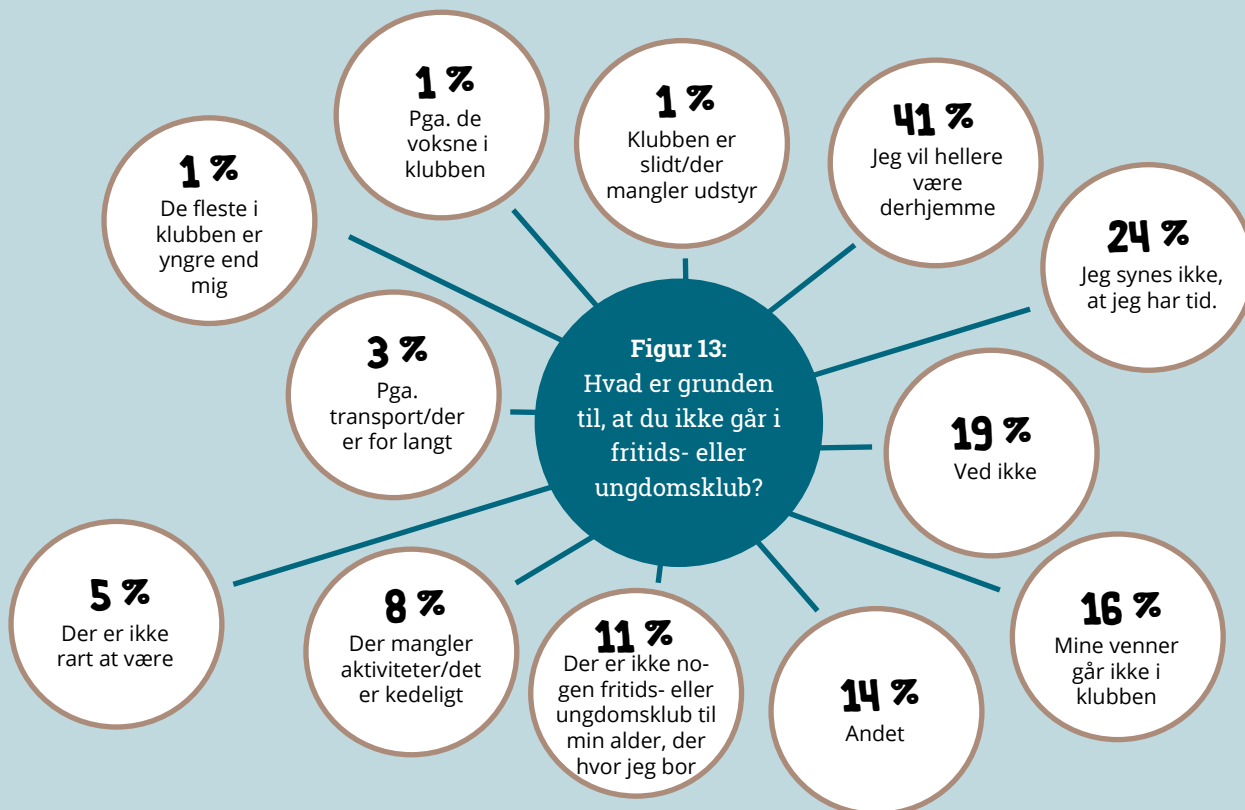 Figur 13:
Hvad er grunden
til, at du ikke går i
fritids- eller
ungdomsklub?
1 %
Pga. de
voksne i
klubben
1 %
Klubben er
slidt/der
mangler udstyr
41 %
Jeg vil hellere
være
derhjemme
24 %
Jeg synes ikke,
at jeg har tid.
19 %
Ved ikke
16 %
Mine venner
går ikke i
klubben
14 %
Andet
11 %
Der er ikke no-
gen fritids- eller
ungdomsklub til
min alder, der
hvor jeg bor
8 %
Der mangler
aktiviteter/det
er kedeligt
5 %
Der er ikke
rart at være
3 %
Pga.
transport/der
er for langt
1 %
De fleste i
klubben er
yngre end
mig